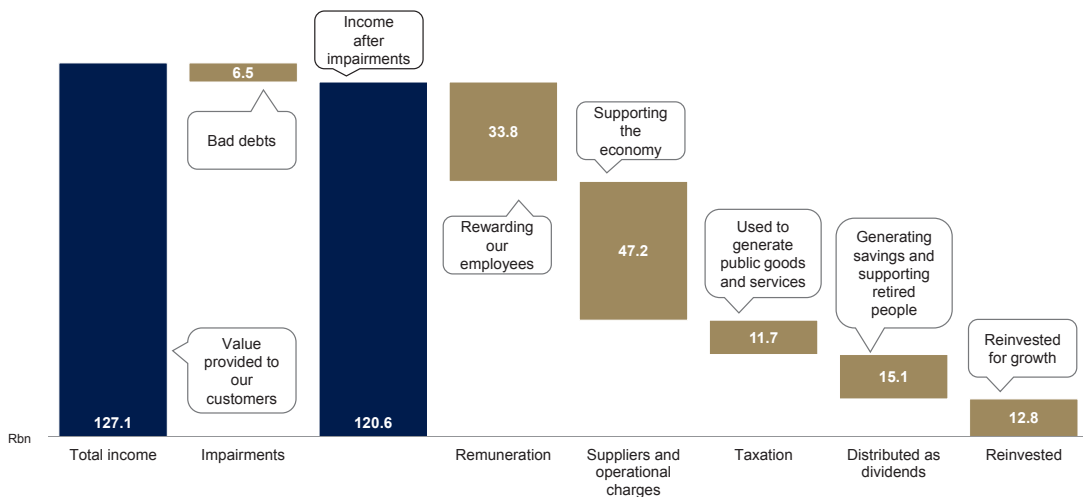 Income
after
impairments
6.5
Bad debts
33.8
Supporting
the
economy
Rewarding
our
employees
47.2
Used to
generate
public goods
and services
Generating
savings and
supporting
retired
people
11.7
Value
provided to
our
customers
Reinvested
for growth
15.1
127.1
120.6
12.8
Rbn
Total income
Impairments
Remuneration
Suppliers and
operational
charges
Taxation
Distributed as
dividends
Reinvested